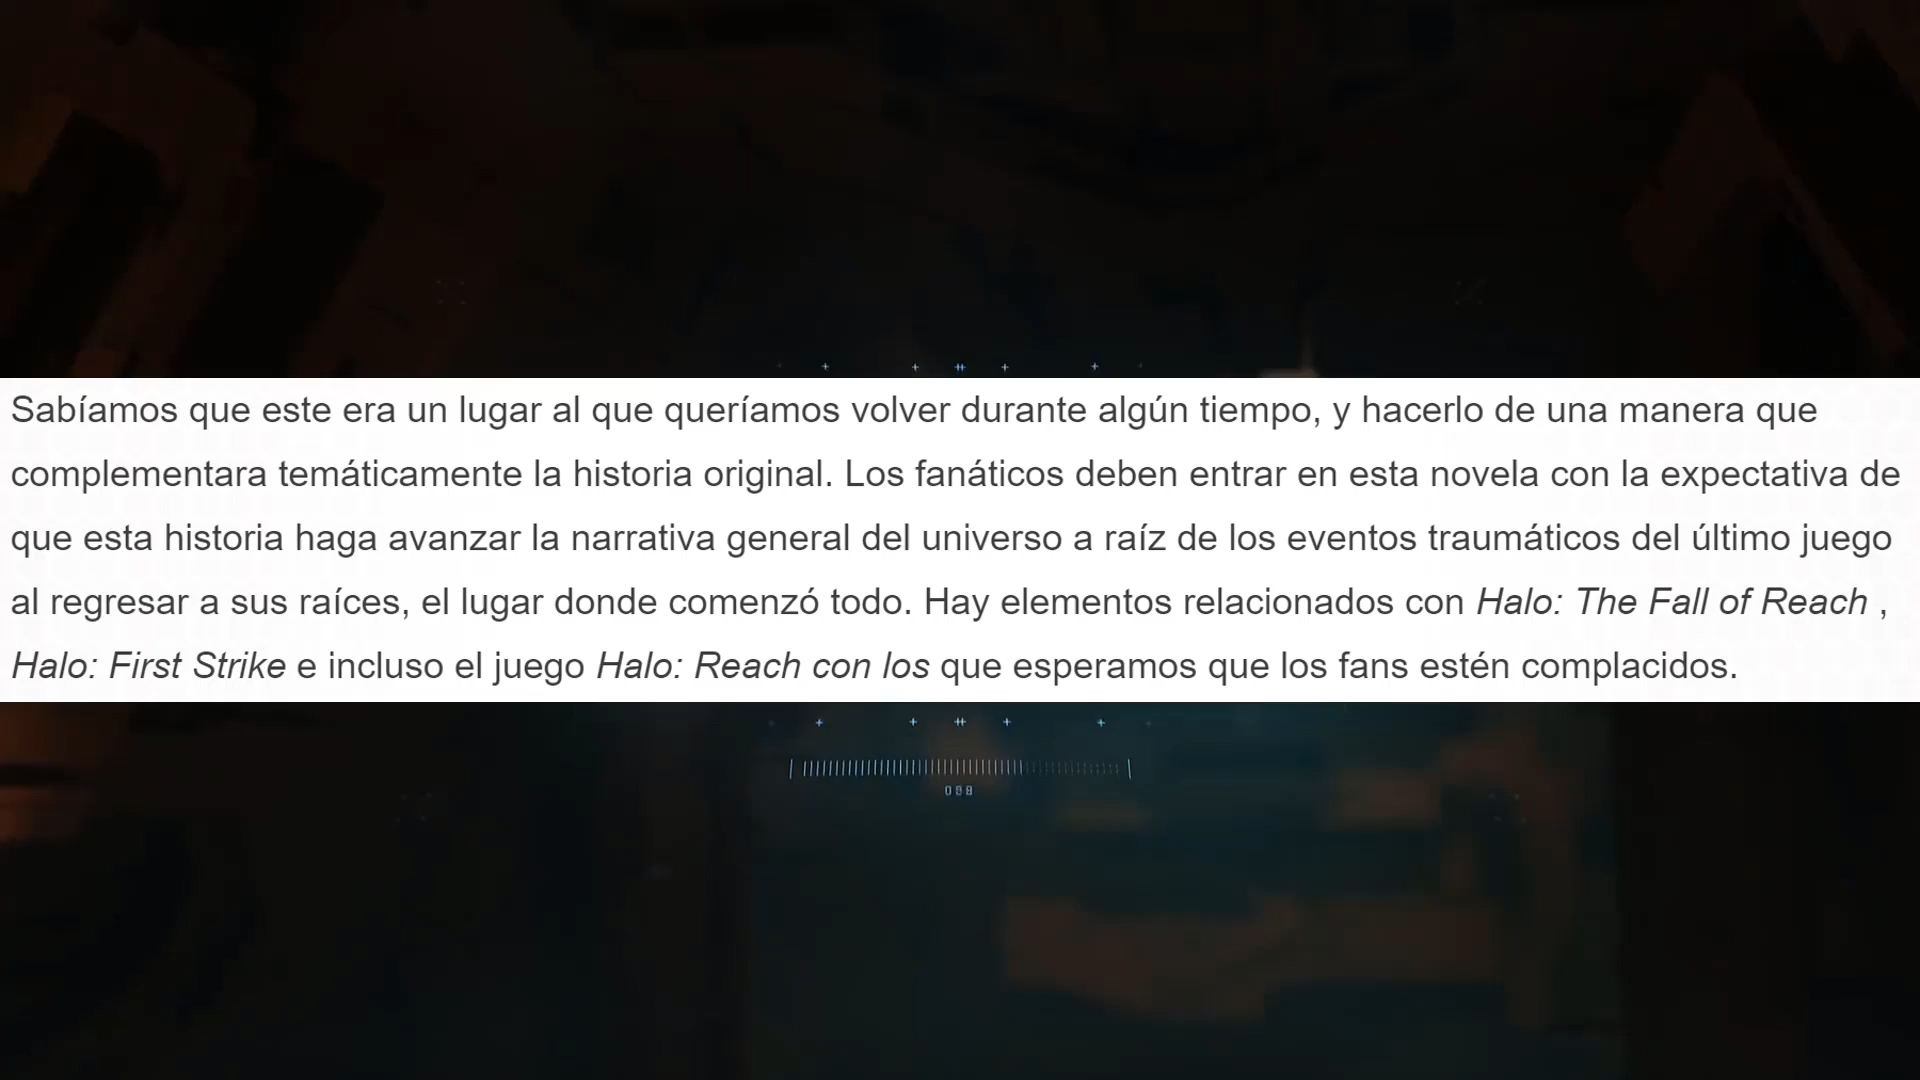 Sabíamos que este era un lugar al que queríamos volver durante algún tiempo, y hacerlo de una manera que
complementara temáticamente la historia original. Los fanáticos deben entrar en esta novela con la expectativa de
que esta historia haga avanzar la narrativa general del universo a raíz de los eventos traumáticos del último juego
al regresar a sus raíces, el lugar donde comenzó todo. Hay elementos relacionados con Halo: The Fall of Reach ,
Halo: First Strike e incluso el juego Halo: Reach con los que esperamos que los fans estén complacidos.